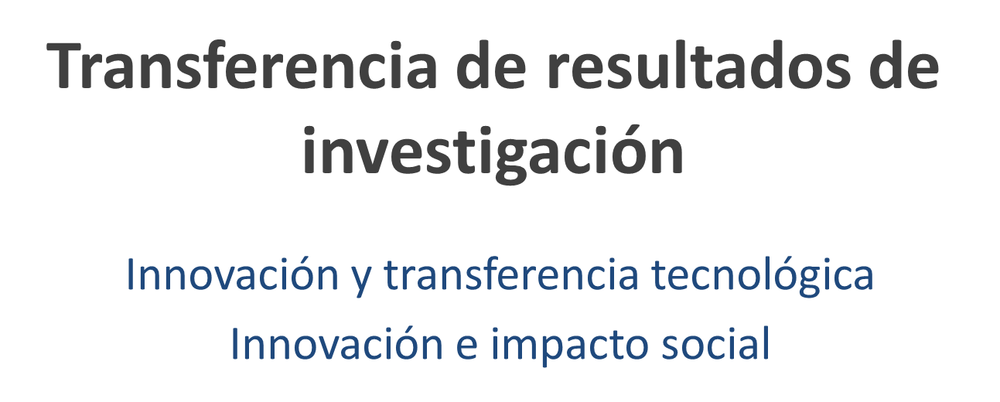 Transferencia de resultados de
investigación
Innovación y transferencia tecnológica
Innovación e impacto social